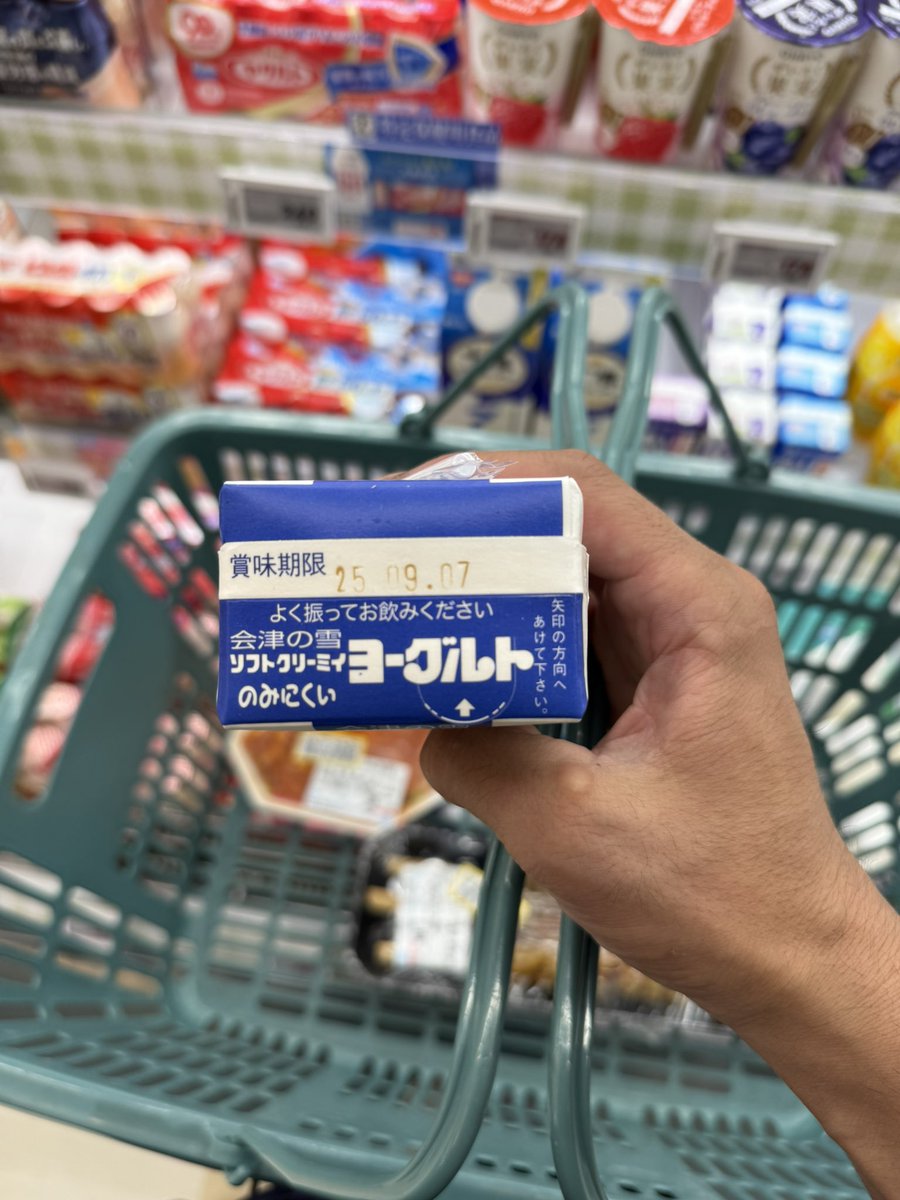 賞味期限 25 09.07
よく振ってお飲みください
会津の雪
ソフトクリーミィ ヨーグルト
のみにくい
矢印の方向へ
あけて下さい。